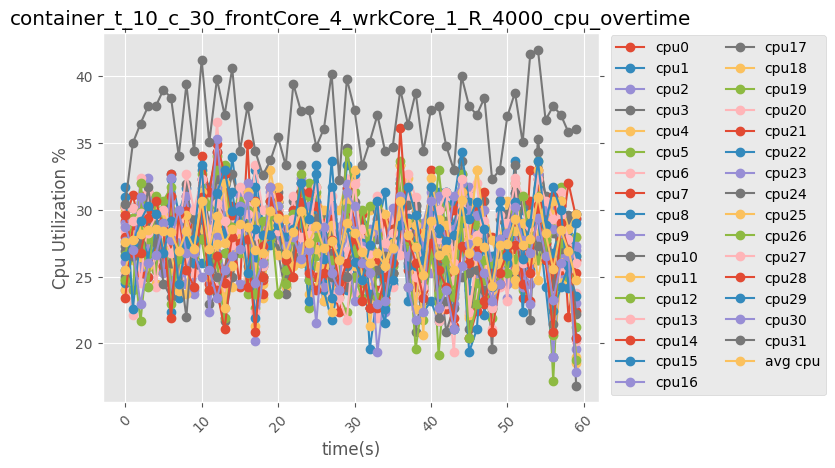 container_t_10_c_30_frontCore_4_wrkCore_1_R_4000_cpu_overtime
Cpu Utilization %
40
35
30
25
20
0
10
20
30
40
50
60
time(s)
cpu0
cpu1
cpu2
cpu3
cpu4
cpu5
cpu6
cpu7
cpu8
cpu9
cpu10
cpu11
cpu12
cpu13
cpu14
cpu15
cpu16
cpu17
cpu18
cpu19
cpu20
cpu21
cpu22
cpu23
cpu24
cpu25
cpu26
cpu27
cpu28
cpu29
cpu30
cpu31
avg cpu